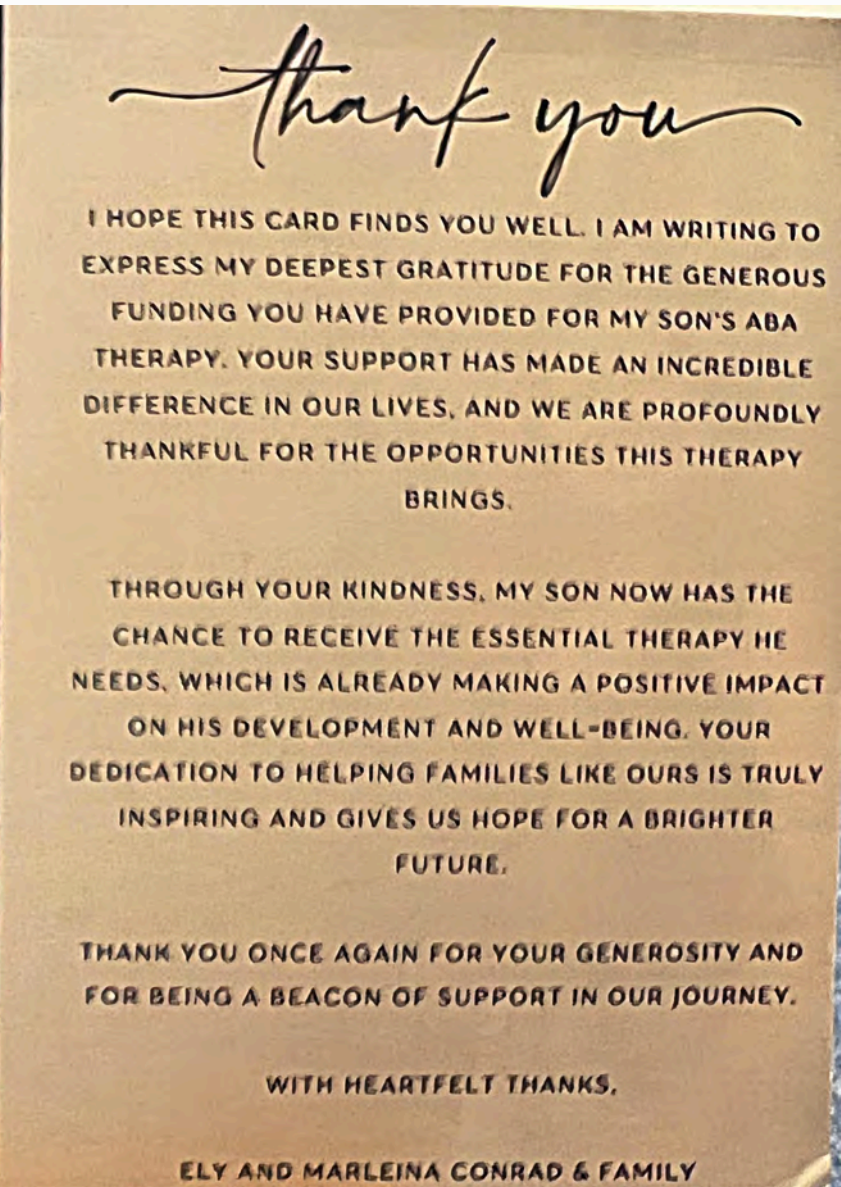 thank you
I HOPE THIS CARD FINDS YOU WELL. I AM WRITING TO
EXPRESS MY DEEPEST GRATITUDE FOR THE GENEROUS
FUNDING YOU HAVE PROVIDED FOR MY SON'S ABA
THERAPY. YOUR SUPPORT HAS MADE AN INCREDIBLE
DIFFERENCE IN OUR LIVES, AND WE ARE PROFOUNDLY
THANKFUL FOR THE OPPORTUNITIES THIS THERAPY
BRINGS.
THROUGH YOUR KINDNESS, MY SON NOW HAS THE
CHANCE TO RECEIVE THE ESSENTIAL THERAPY HE
NEEDS, WHICH IS ALREADY MAKING A POSITIVE IMPACT
ON HIS DEVELOPMENT AND WELL-BEING. YOUR
DEDICATION TO HELPING FAMILIES LIKE OURS IS TRULY
INSPIRING AND GIVES US HOPE FOR A BRIGHTER
FUTURE.
THANK YOU ONCE AGAIN FOR YOUR GENEROSITY AND
FOR BEING A BEACON OF SUPPORT IN OUR JOURNEY.
WITH HEARTFELT THANKS,
ELY AND MARLEINA CONRAD & FAMILY